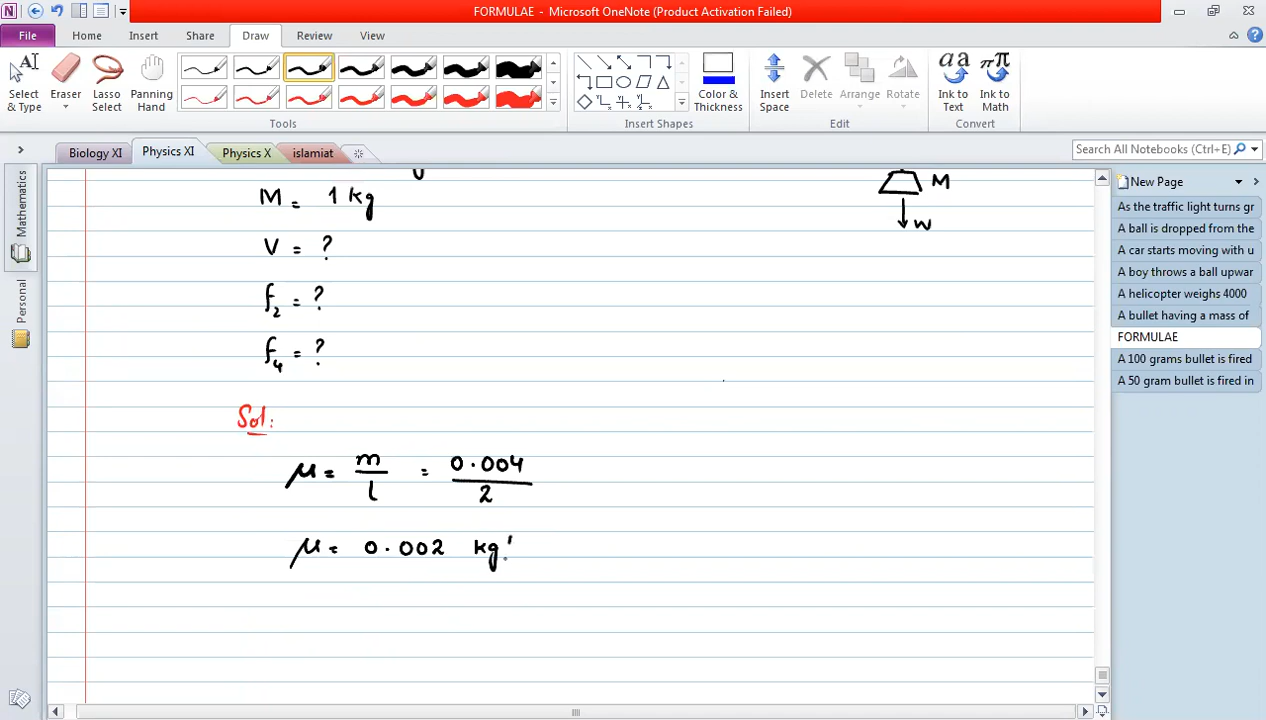 FORMULAE - Microsoft OneNote (Product Activation Failed)
File Home Insert Share Draw Review View
Select & Type Eraser Lasso Select Panning Hand Color & Thickness Insert Space Delete Arrange Rotate Ink to Text Ink to Math
Tools Insert Shapes Edit Convert
Biology XI Physics XI Physics X islamiat Search All Notebooks (Ctrl+E)
Mathematics
Personal
New Page
As the traffic light turns gr
A ball is dropped from the
A car starts moving with u
A boy throws a ball upwar
A helicopter weighs 4000
A bullet having a mass of
FORMULAE
A 100 grams bullet is fired
A 50 gram bullet is fired in
M
W
M = 1 kg
V = ?
f₂ = ?
f₄ = ?
Sol:
μ = m/l = 0.004/2
μ = 0.002 kg